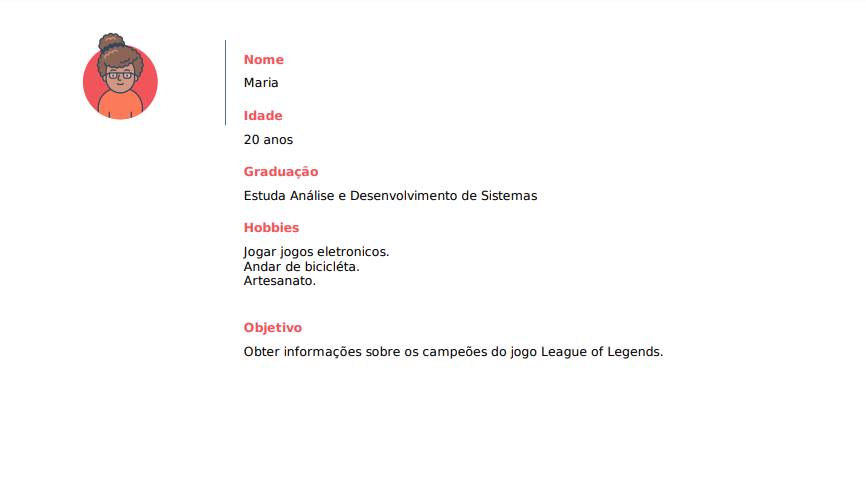 Nome
Maria
Idade
20 anos
Graduação
Estuda Análise e Desenvolvimento de Sistemas
Hobbies
Jogar jogos eletronicos.
Andar de bicicléta.
Artesanato.
Objetivo
Obter informações sobre os campeões do jogo League of Legends.